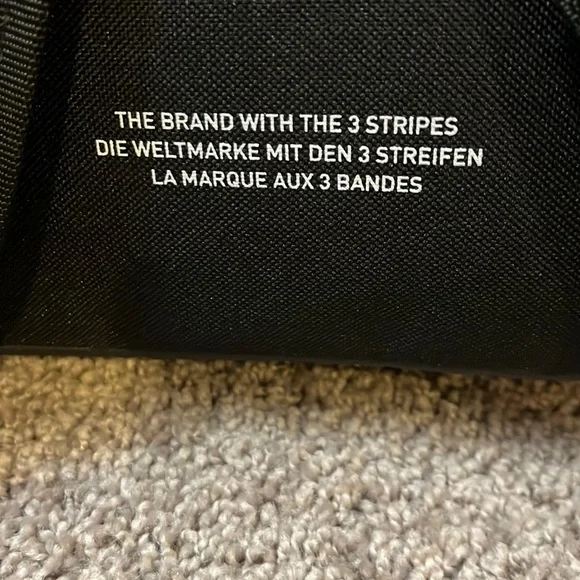 THE BRAND WITH THE 3 STRIPES
DIE WELTMARKE MIT DEN 3 STREIFEN
LA MARQUE AUX 3 BANDES